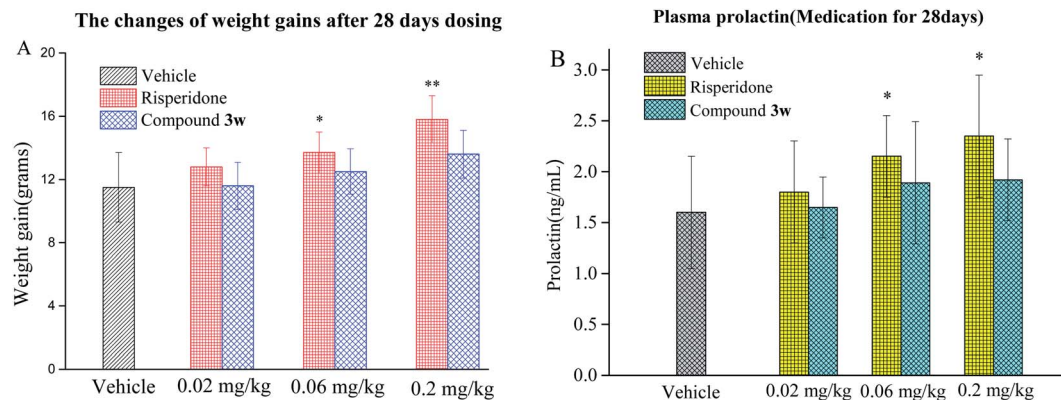 The changes of weight gains after 28 days dosing
A
20
16
12
8
4
0
Weight gain(grams)
Vehicle
Risperidone
Compound 3w
*
**
Vehicle
0.02 mg/kg
0.06 mg/kg
0.2 mg/kg
Plasma prolactin(Medication for 28days)
B
3.0
2.5
2.0
1.5
1.0
0.5
0.0
Prolactin(ng/mL)
Vehicle
Risperidone
Compound 3w
*
*
Vehicle
0.02 mg/kg
0.06 mg/kg
0.2 mg/kg